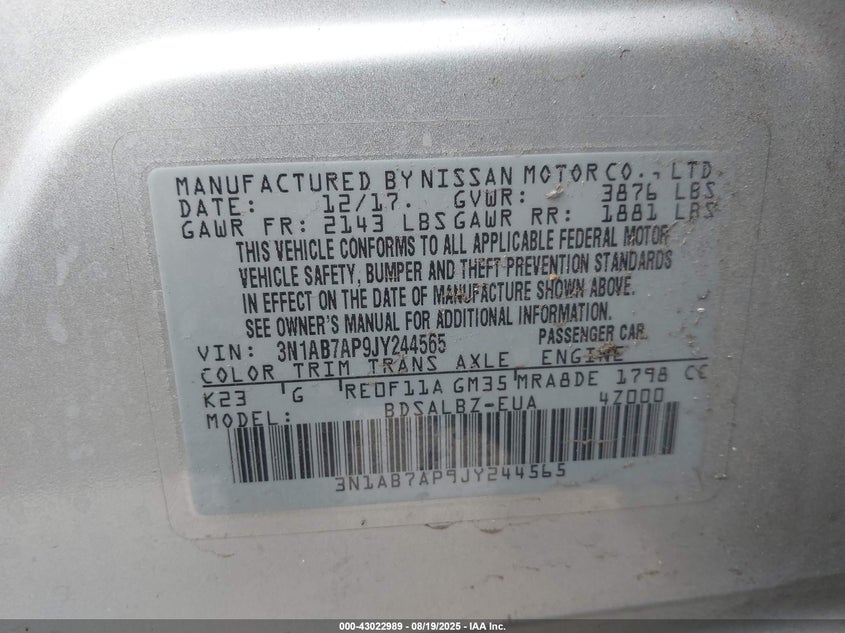 MANUFACTURED BY NISSAN MOTOR CO., LTD.
DATE: 12/17. GVWR: 3876 LBS
GAWR FR: 2143 LBS GAWR RR: 1881 LBS
THIS VEHICLE CONFORMS TO ALL APPLICABLE FEDERAL MOTOR
VEHICLE SAFETY, BUMPER AND THEFT PREVENTION STANDARDS
IN EFFECT ON THE DATE OF MANUFACTURE SHOWN ABOVE.
SEE OWNER'S MANUAL FOR ADDITIONAL INFORMATION.
VIN: 3N1AB7AP9JY244565 PASSENGER CAR.
COLOR TRIM TRANS AXLE ENGINE
K23 G RE0F11A GM35 MRA8DE 1798 CC
MODEL: BDSALBZ-EUA 4Z000
3N1AB7AP9JY244565
000-43022989 - 08/19/2025 - IAA Inc.